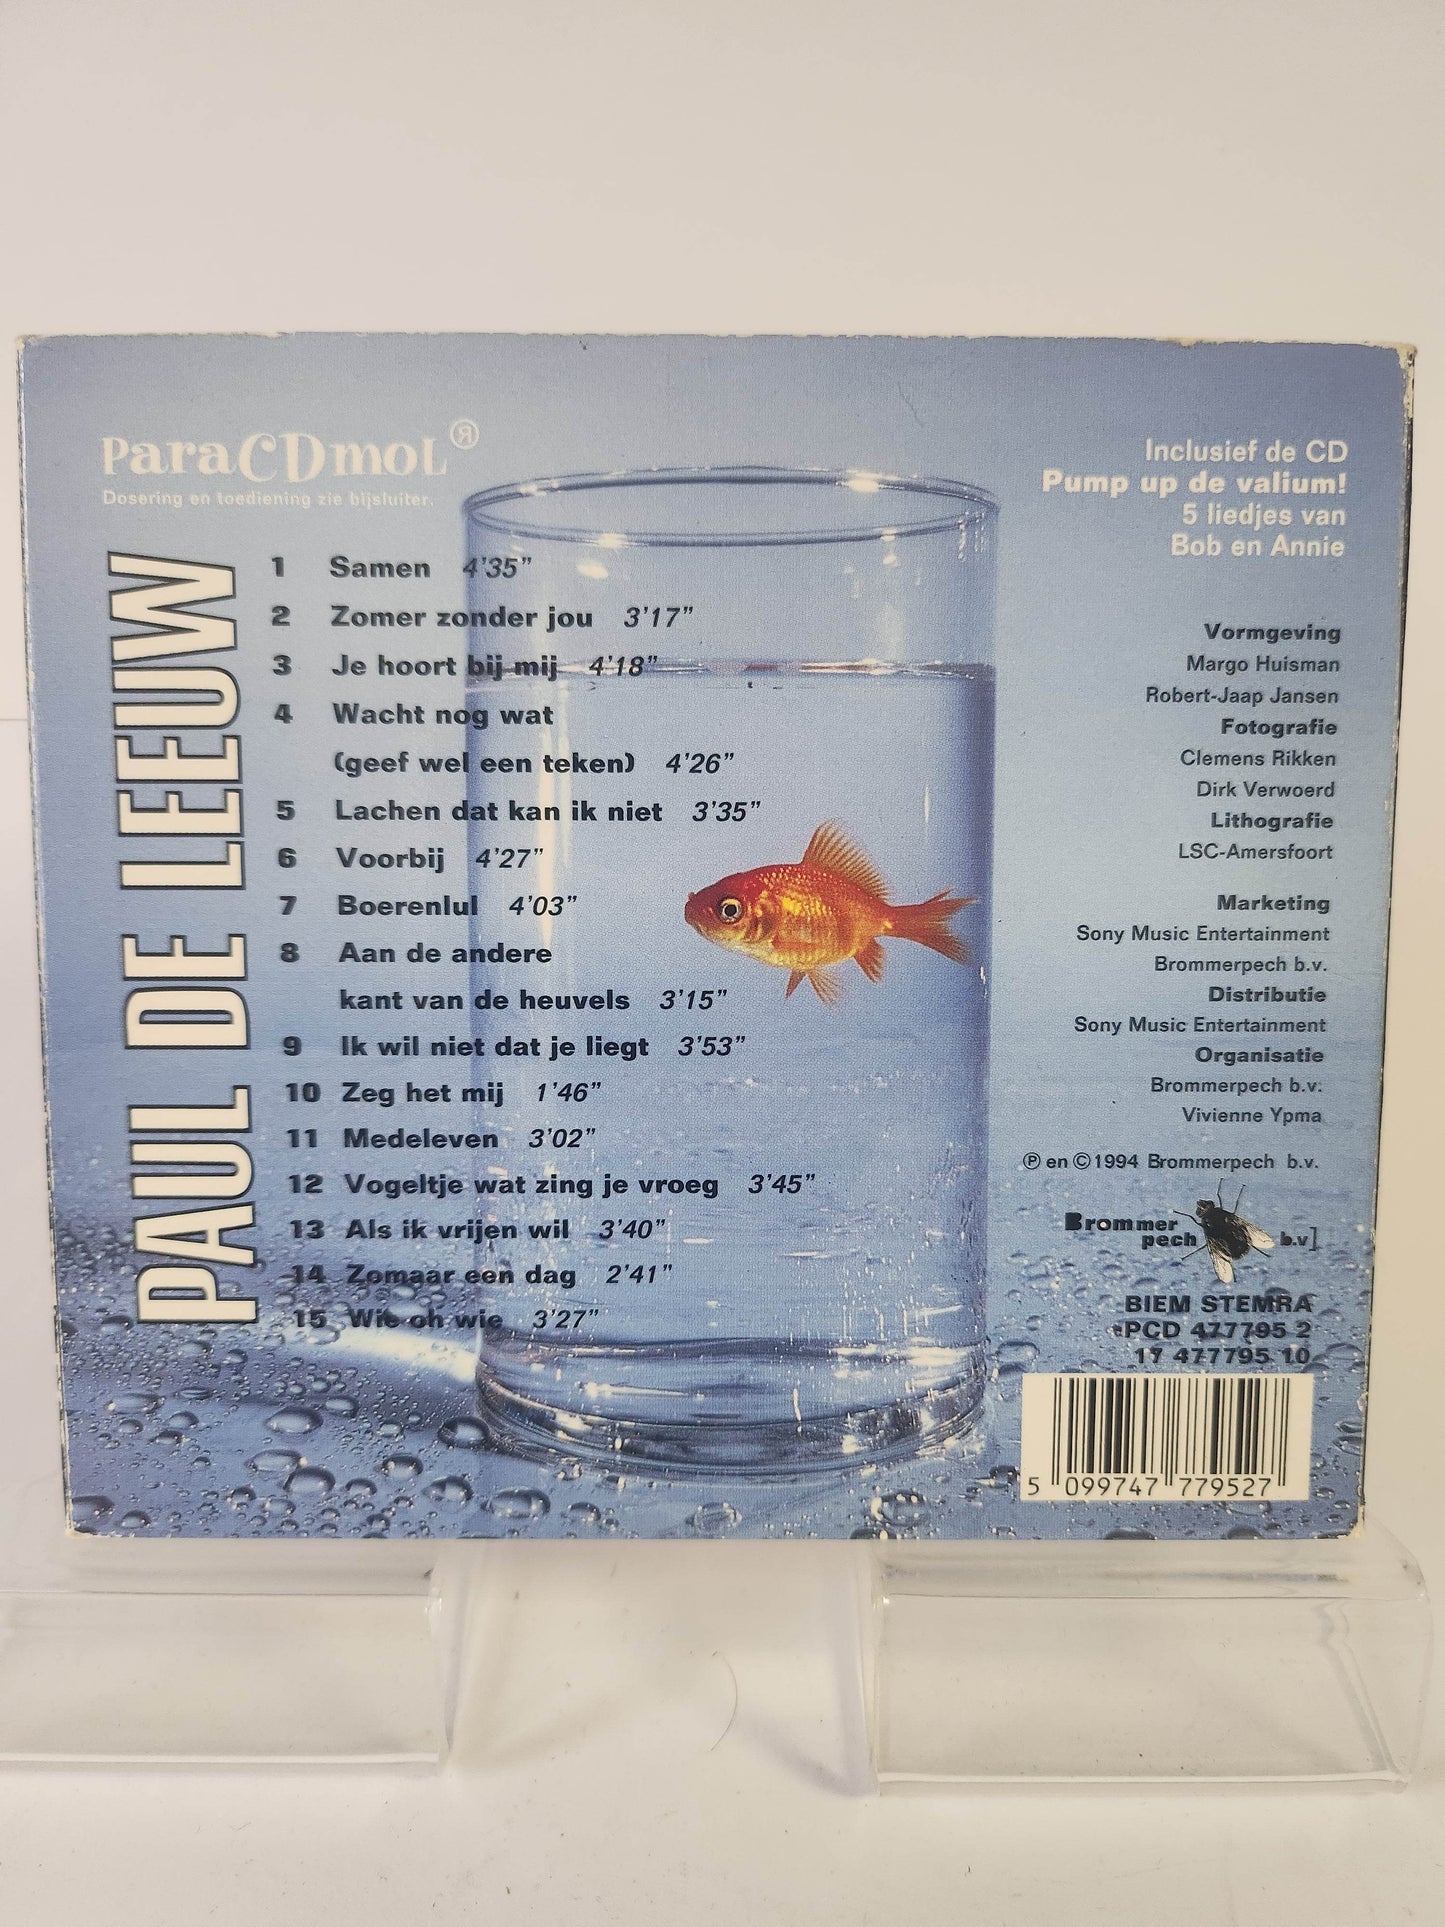 ParaCDmoL®
Dosering en toediening zie bijsluiter.
PAUL DE LEEUW
1 Samen 4'35"
2 Zomer zonder jou 3'17"
3 Je hoort bij mij 4'18"
4 Wacht nog wat
(geef wel een teken) 4'26"
5 Lachen dat kan ik niet 3'35"
6 Voorbij 4'27"
7 Boerenlul 4'03"
8 Aan de andere
kant van de heuvels 3'15"
9 Ik wil niet dat je liegt 3'53"
10 Zeg het mij 1'46"
11 Medeleven 3'02"
12 Vogeltje wat zing je vroeg 3'45"
13 Als ik vrijen wil 3'40"
14 Zomaar een dag 2'41"
15 Wie oh wie 3'27"
Inclusief de CD
Pump up de valium!
5 liedjes van
Bob en Annie
Vormgeving
Margo Huisman
Robert-Jaap Jansen
Fotografie
Clemens Rikken
Dirk Verwoerd
Lithografie
LSC-Amersfoort
Marketing
Sony Music Entertainment
Brommerpech b.v.
Distributie
Sony Music Entertainment
Organisatie
Brommerpech b.v.
Vivienne Ypma
℗ en © 1994 Brommerpech b.v.
Brommer
pech b.v]
BIEM STEMRA
PCD 477795 2
17 477795 10
5 099747 779527